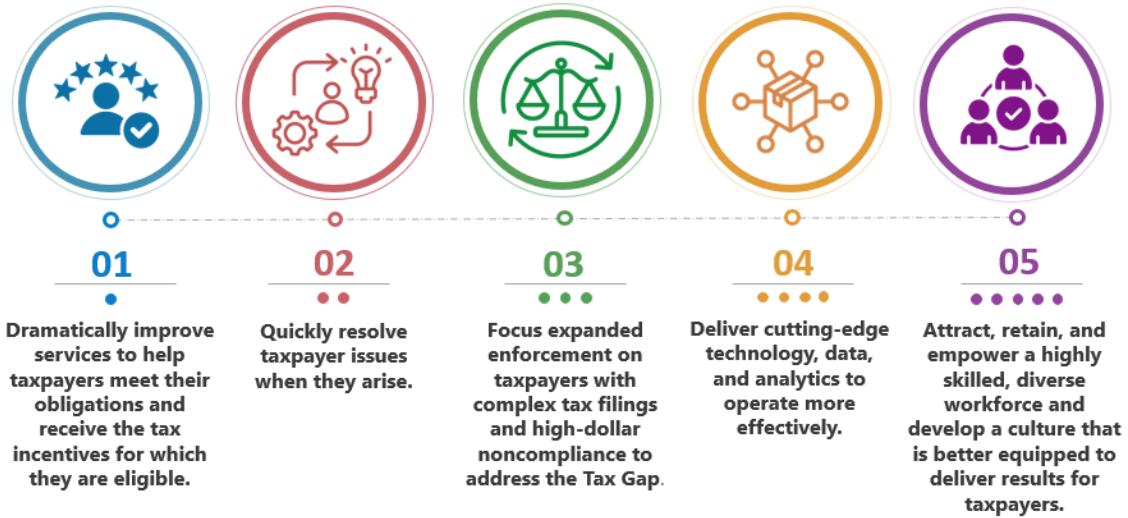 01
Dramatically improve
services to help
taxpayers meet their
obligations and
receive the tax
incentives for which
they are eligible.
02
Quickly resolve
taxpayer issues
when they arise.
03
Focus expanded
enforcement on
taxpayers with
complex tax filings
and high-dollar
noncompliance to
address the Tax Gap.
04
Deliver cutting-edge
technology, data,
and analytics to
operate more
effectively.
05
Attract, retain, and
empower a highly
skilled, diverse
workforce and
develop a culture that
is better equipped to
deliver results for
taxpayers.